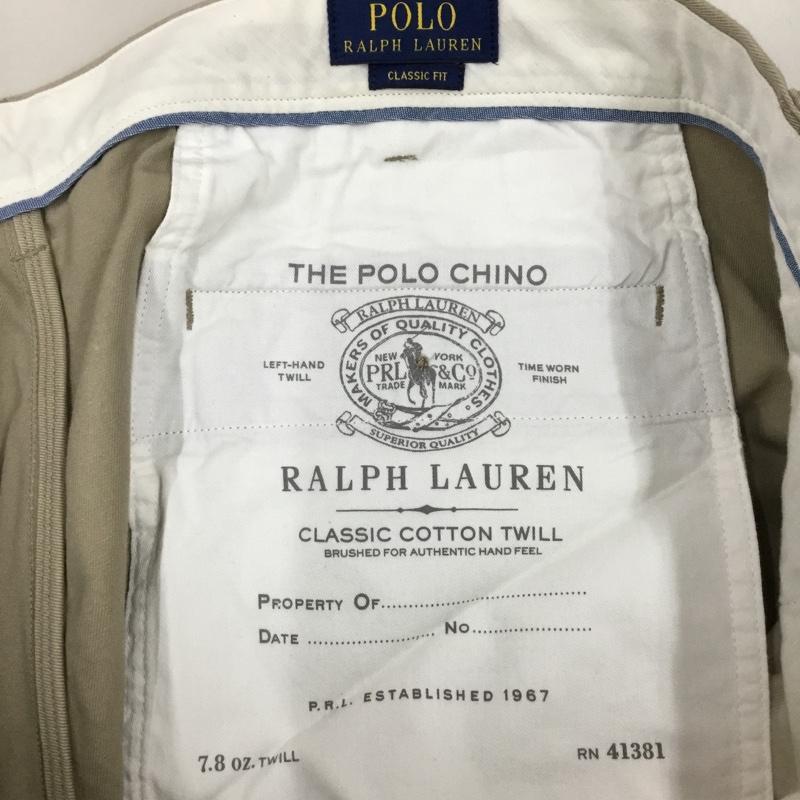 POLO
RALPH LAUREN
CLASSIC FIT
THE POLO CHINO
RALPH LAUREN
MAKERS OF QUALITY CLOTHES.
LEFT-HAND
TWILL
NEW YORK
PRL &Co
TRADE MARK
TIME WORN
FINISH
SUPERIOR QUALITY
RALPH LAUREN
CLASSIC COTTON TWILL
BRUSHED FOR AUTHENTIC HAND FEEL
PROPERTY OF................................................
DATE .............................. NO............................
P.R.L. ESTABLISHED 1967
7.8 OZ. TWILL RN 41381